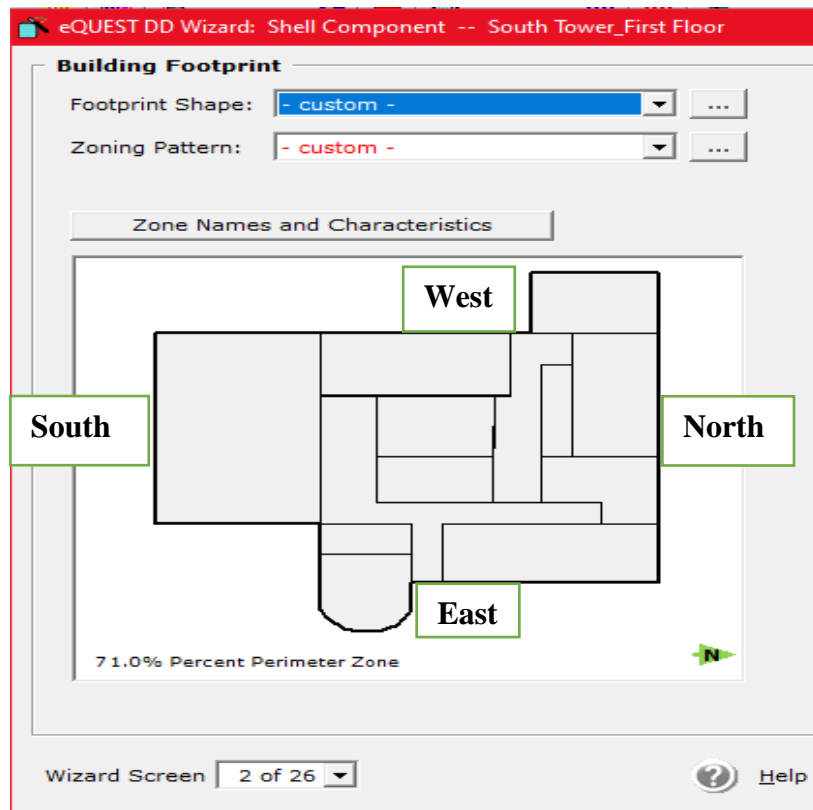 eQUEST DD Wizard: Shell Component -- South Tower_First Floor
Building Footprint
Footprint Shape: - custom - ...
Zoning Pattern: - custom - ...
Zone Names and Characteristics
West
South
North
East
71.0% Percent Perimeter Zone
N
Wizard Screen 2 of 26
? Help